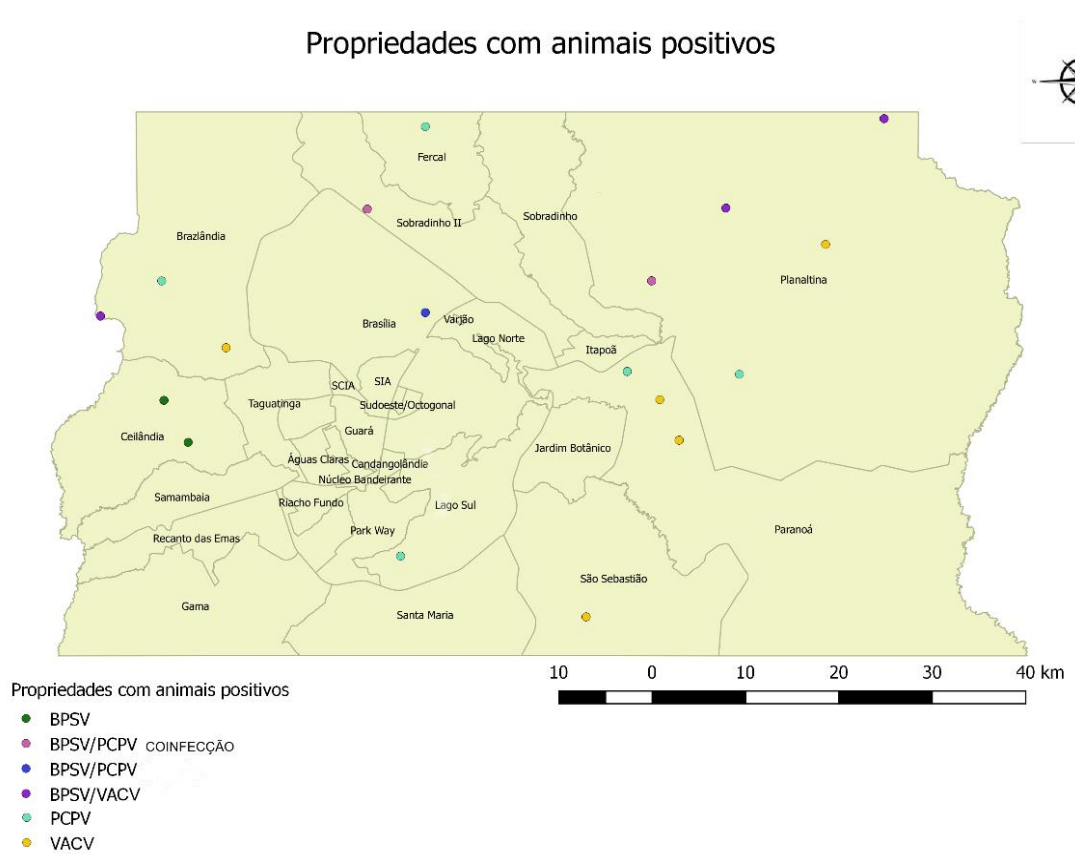 Propriedades com animais positivos
W
Fercal
Sobradinho
Sobradinho II
Brazlândia
Planaltina
Varjão
Brasília
Lago Norte
Itapoã
SIA
SCIA
Taguatinga
Sudoeste/Octogonal
Guará
Ceilândia
Jardim Botânico
Águas Claras
Candangolândia
Núcleo Bandeirante
Samambaia
Riacho Fundo
Lago Sul
Park Way
Paranoá
Recanto das Emas
São Sebastião
Gama
Santa Maria
10 0 10 20 30 40 km
Propriedades com animais positivos
BPSV
BPSV/PCPV COINFECÇÃO
BPSV/PCPV
BPSV/VACV
PCPV
VACV